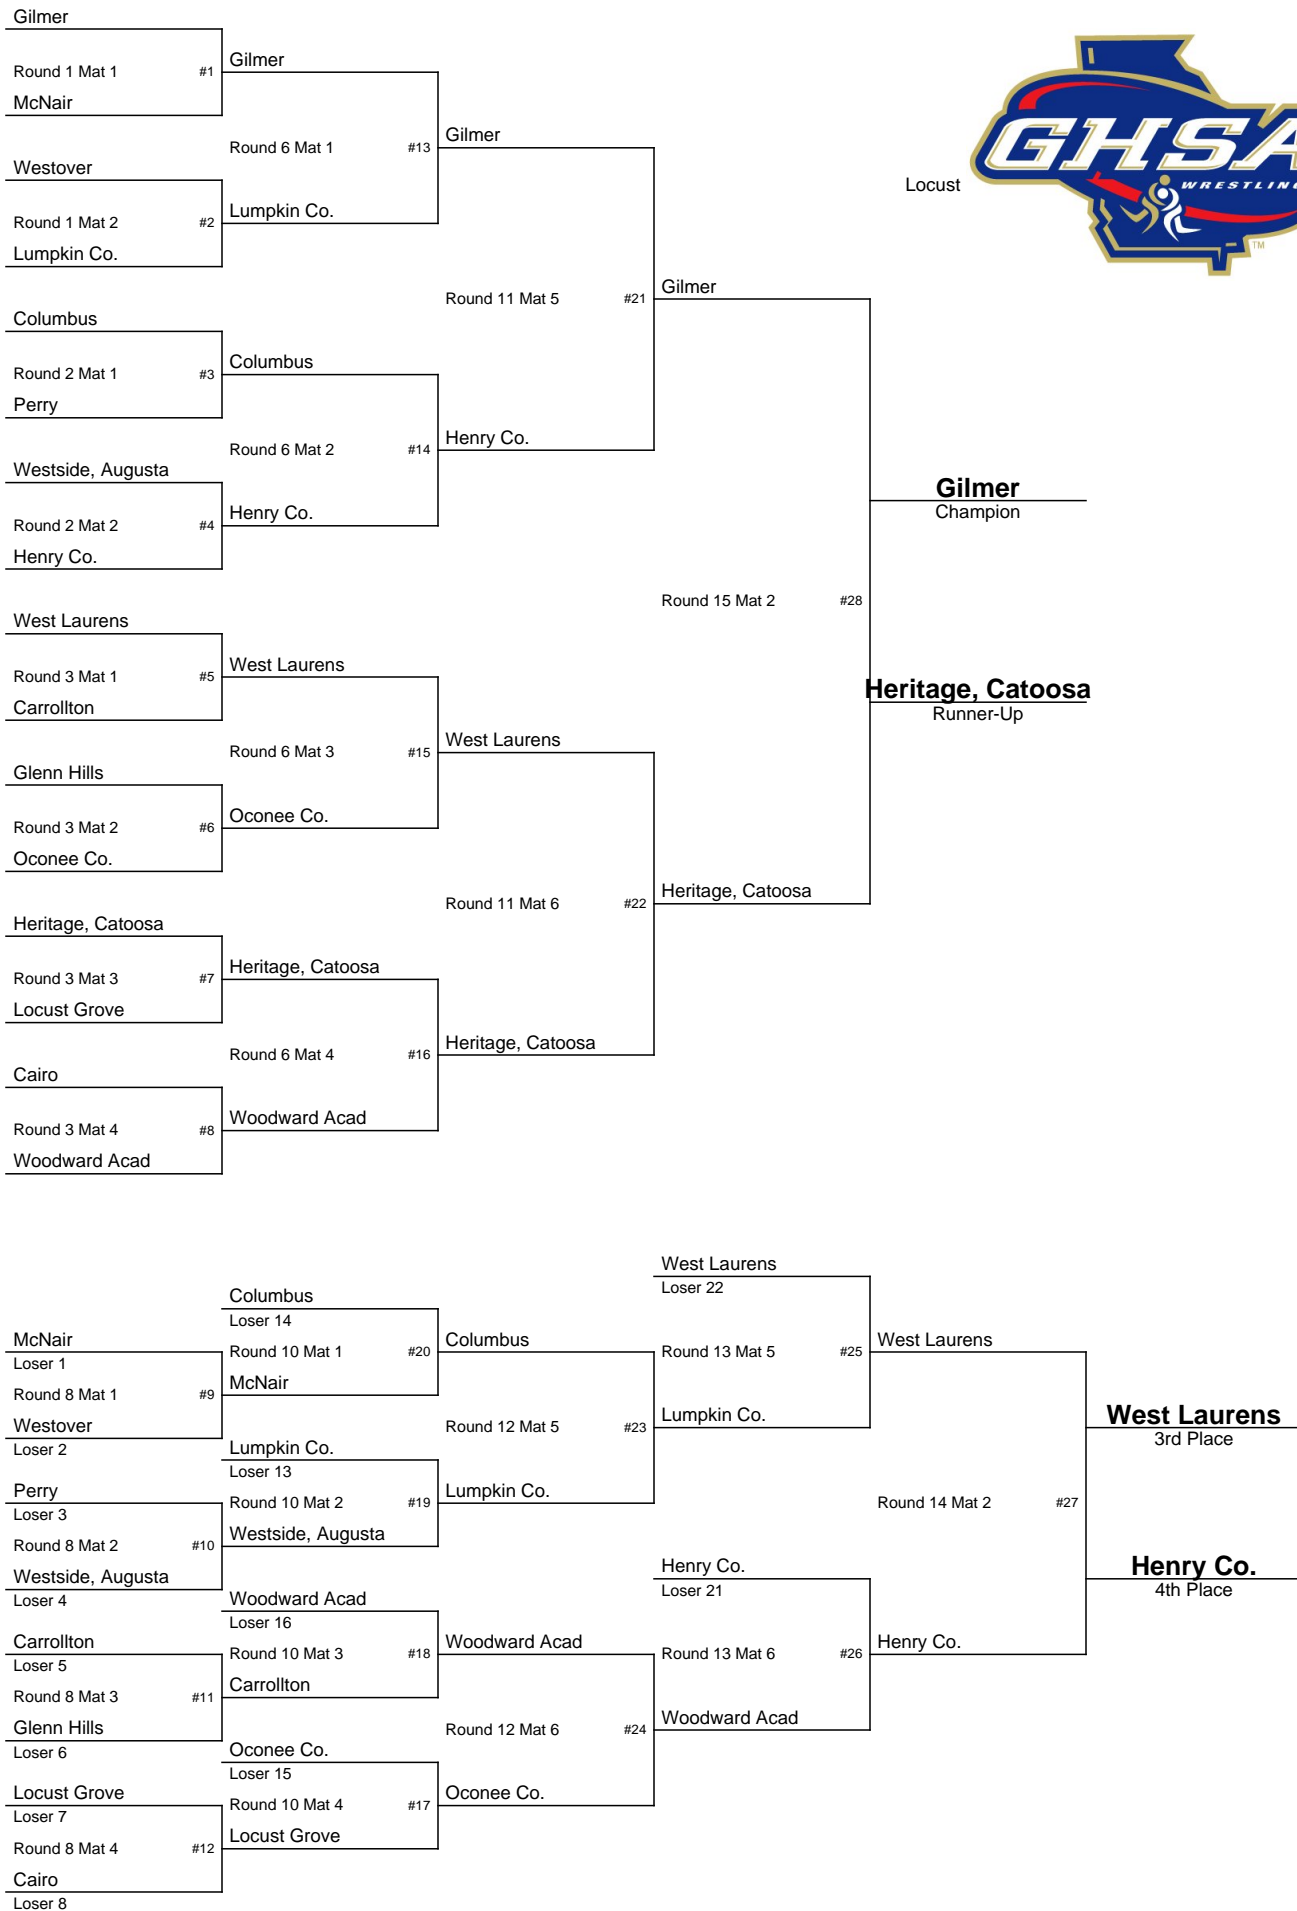 Gilmer
Round 1 Mat 1 #1
McNair
Westover
Round 1 Mat 2 #2
Lumpkin Co.
Columbus
Round 2 Mat 1 #3
Perry
Westside, Augusta
Round 2 Mat 2 #4
Henry Co.
West Laurens
Round 3 Mat 1 #5
Carrollton
Glenn Hills
Round 3 Mat 2 #6
Oconee Co.
Heritage, Catoosa
Round 3 Mat 3 #7
Locust Grove
Cairo
Round 3 Mat 4 #8
Woodward Acad
Gilmer
Round 6 Mat 1 #13
Lumpkin Co.
Columbus
Round 6 Mat 2 #14
Henry Co.
West Laurens
Round 6 Mat 3 #15
Oconee Co.
Heritage, Catoosa
Round 6 Mat 4 #16
Woodward Acad
Gilmer
Round 11 Mat 5 #21
Henry Co.
West Laurens
Round 11 Mat 6 #22
Heritage, Catoosa
Gilmer
Round 15 Mat 2 #28
Heritage, Catoosa
Locust
GHSA
WRESTLING
TM
Gilmer
Champion
Heritage, Catoosa
Runner-Up
McNair
Loser 1
Round 8 Mat 1 #9
Westover
Loser 2
Perry
Loser 3
Round 8 Mat 2 #10
Westside, Augusta
Loser 4
Carrollton
Loser 5
Round 8 Mat 3 #11
Glenn Hills
Loser 6
Locust Grove
Loser 7
Round 8 Mat 4 #12
Cairo
Loser 8
Columbus
Loser 14
Round 10 Mat 1 #20
McNair
Lumpkin Co.
Loser 13
Round 10 Mat 2 #19
Westside, Augusta
Woodward Acad
Loser 16
Round 10 Mat 3 #18
Carrollton
Oconee Co.
Loser 15
Round 10 Mat 4 #17
Locust Grove
Columbus
Round 12 Mat 5 #23
Lumpkin Co.
Woodward Acad
Round 12 Mat 6 #24
Oconee Co.
West Laurens
Loser 22
Round 13 Mat 5 #25
Lumpkin Co.
Henry Co.
Loser 21
Round 13 Mat 6 #26
Woodward Acad
West Laurens
Round 14 Mat 2 #27
Henry Co.
West Laurens
3rd Place
Henry Co.
4th Place